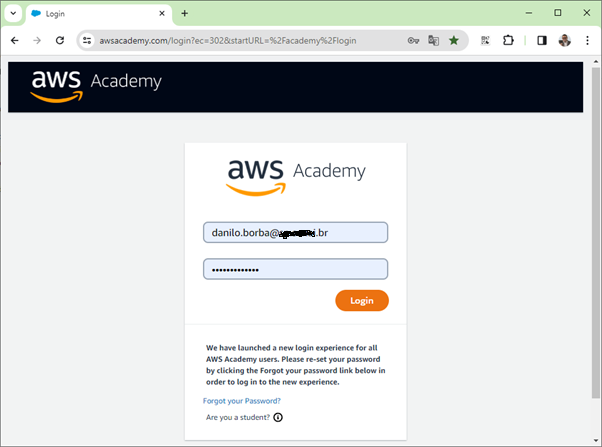 Login
awsacademy.com/login?ec=302&startURL=%2Facademy%2Flogin
aws Academy
aws Academy
danilo.borba@
.br
•••••••••••••
Login
We have launched a new login experience for all
AWS Academy users. Please re-set your password
by clicking the Forgot your password link below in
order to log in to the new experience.
Forgot your Password?
Are you a student?